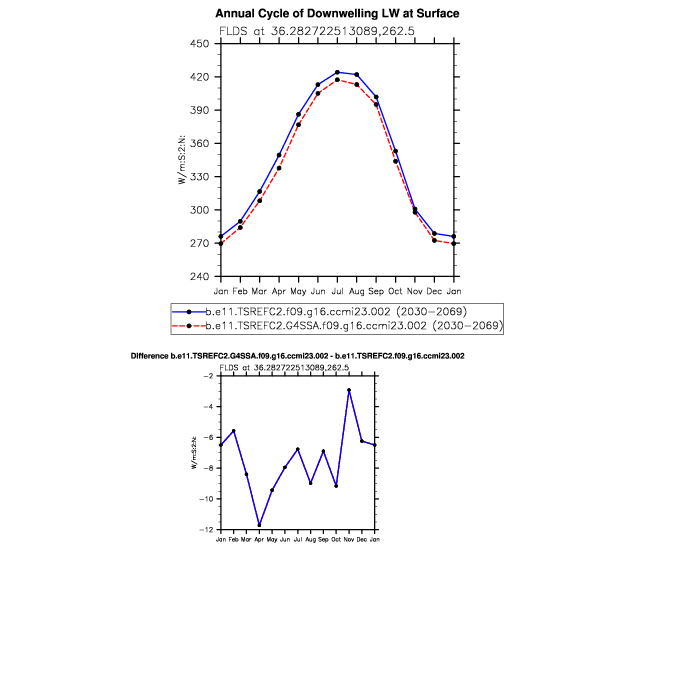 Annual Cycle of Downwelling LW at Surface
FLDS at 36.282722513089,262.5
450
420
390
360
330
300
270
240
W/m:S:2:N:
Jan Feb Mar Apr May Jun Jul Aug Sep Oct Nov Dec Jan
b.e11.TSREFC2.f09.g16.ccmi23.002 (2030-2069)
b.e11.TSREFC2.G4SSA.f09.g16.ccmi23.002 (2030-2069)
Difference b.e11.TSREFC2.G4SSA.f09.g16.ccmi23.002 - b.e11.TSREFC2.f09.g16.ccmi23.002
FLDS at 36.282722513089,262.5
-2
-4
-6
-8
-10
-12
W/m:S:2:N:
Jan Feb Mar Apr May Jun Jul Aug Sep Oct Nov Dec Jan